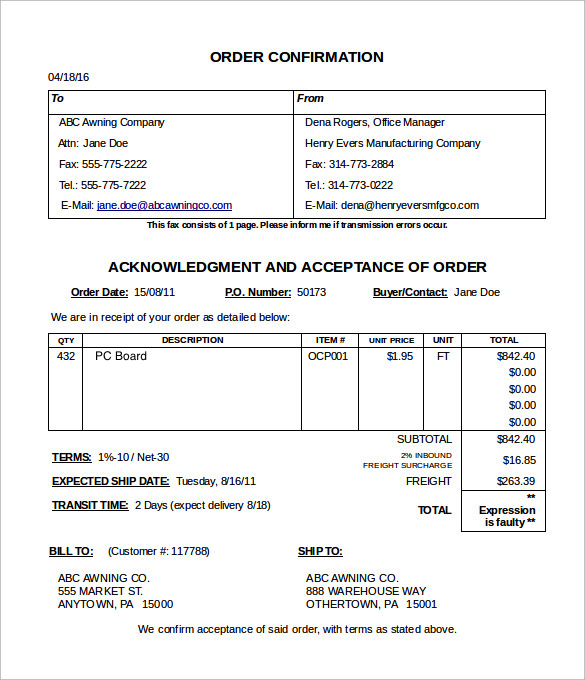 ORDER CONFIRMATION
04/18/16
To From
ABC Awning Company Dena Rogers, Office Manager
Attn: Jane Doe Henry Evers Manufacturing Company
Fax: 555-775-2222 Fax: 314-773-2884
Tel.: 555-775-7222 Tel.: 314-773-0222
E-Mail: jane.doe@abcawningco.com E-Mail: dena@henryeversmfgco.com
This fax consists of 1 page. Please inform me if transmission errors occur.
ACKNOWLEDGMENT AND ACCEPTANCE OF ORDER
Order Date: 15/08/11 P.O. Number: 50173 Buyer/Contact: Jane Doe
We are in receipt of your order as detailed below:
QTY DESCRIPTION ITEM # UNIT PRICE UNIT TOTAL
432 PC Board OCP001 $1.95 FT $842.40
$0.00
$0.00
$0.00
$0.00
SUBTOTAL $842.40
TERMS: 1%-10 / Net-30 2% INBOUND
FREIGHT SURCHARGE $16.85
EXPECTED SHIP DATE: Tuesday, 8/16/11 FREIGHT $263.39
TRANSIT TIME: 2 Days (expect delivery 8/18) TOTAL **
Expression
is faulty **
BILL TO: (Customer #: 117788) SHIP TO:
ABC AWNING CO. ABC AWNING CO.
555 MARKET ST. 888 WAREHOUSE WAY
ANYTOWN, PA 15000 OTHERTOWN, PA 15001
We confirm acceptance of said order, with terms as stated above.